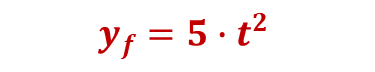 y_f = 5 · t²